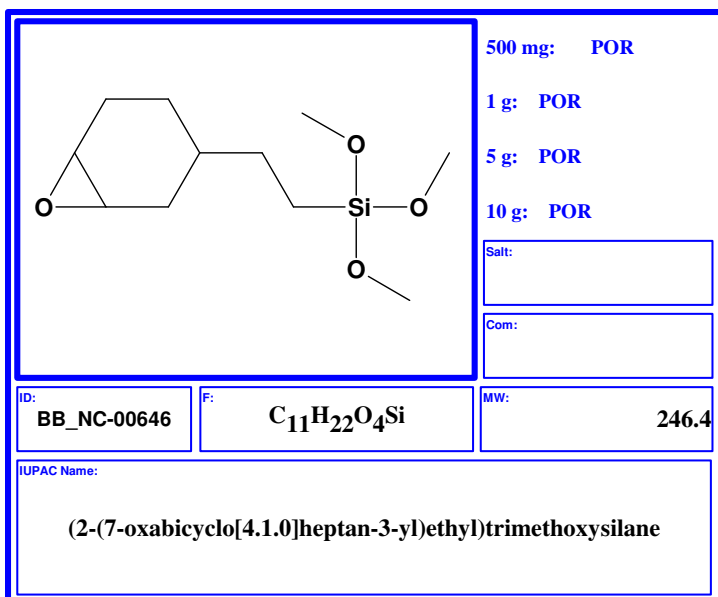 500 mg: POR
1 g: POR
5 g: POR
10 g: POR
O
O
Si
O
O
Salt:
Com:
ID:
BB_NC-00646
F:
C11H22O4Si
MW:
246.4
IUPAC Name:
(2-(7-oxabicyclo[4.1.0]heptan-3-yl)ethyl)trimethoxysilane